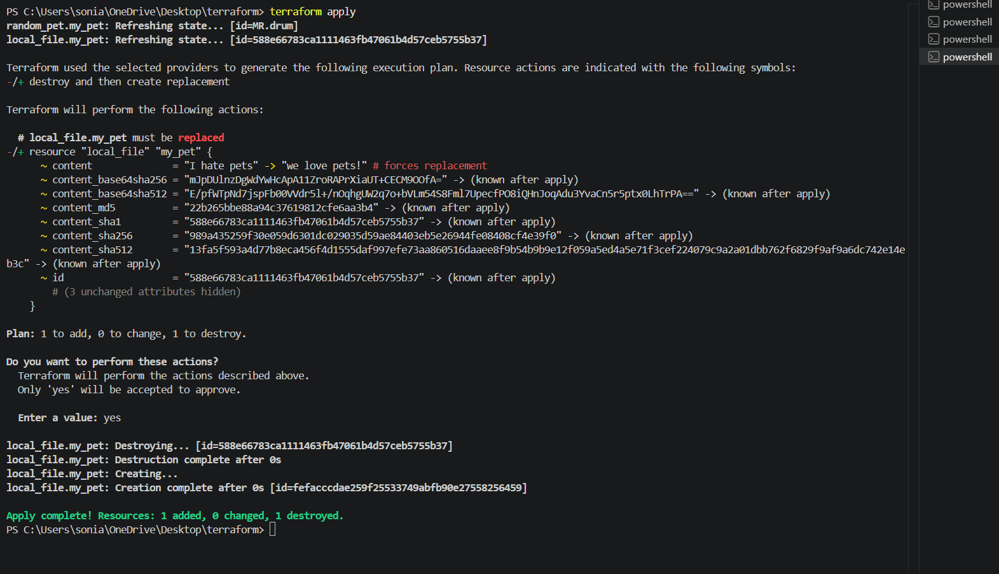 PS C:\Users\sonia\OneDrive\Desktop\terraform> terraform apply
random_pet.my_pet: Refreshing state... [id=MR.drum]
local_file.my_pet: Refreshing state... [id=588e66783ca1111463fb47061b4d57ceb5755b37]

Terraform used the selected providers to generate the following execution plan. Resource actions are indicated with the following symbols:
-/+ destroy and then create replacement

Terraform will perform the following actions:

  # local_file.my_pet must be replaced
-/+ resource "local_file" "my_pet" {
      ~ content              = "I hate pets" -> "we love pets!" # forces replacement
      ~ content_base64sha256 = "mJpDUlnzDgWdYwHcApA11ZroRAPrXiaUT+CECM9OOfA=" -> (known after apply)
      ~ content_base64sha512 = "E/pfWTpNd7jspFb00VVdr5l+/nOqhgUW2q7o+bVLm54S8Fml7UpecfPO8iQHnJoqAdu3YvaCn5r5ptx0LhTrPA==" -> (known after apply)
      ~ content_md5          = "22b265bbe88a94c37619812cfe6aa3b4" -> (known after apply)
      ~ content_sha1         = "588e66783ca1111463fb47061b4d57ceb5755b37" -> (known after apply)
      ~ content_sha256       = "989a435259f30e059d6301dc029035d59ae84403eb5e26944fe08408cf4e39f0" -> (known after apply)
      ~ content_sha512       = "13fa5f593a4d77b8eca456f4d1555daf997efe73aa860516daaee8f9b54b9b9e12f059a5ed4a5e71f3cef224079c9a2a01dbb762f6829f9af9a6dc742e14e
b3c" -> (known after apply)
      ~ id                   = "588e66783ca1111463fb47061b4d57ceb5755b37" -> (known after apply)
        # (3 unchanged attributes hidden)
    }

Plan: 1 to add, 0 to change, 1 to destroy.

Do you want to perform these actions?
  Terraform will perform the actions described above.
  Only 'yes' will be accepted to approve.

  Enter a value: yes

local_file.my_pet: Destroying... [id=588e66783ca1111463fb47061b4d57ceb5755b37]
local_file.my_pet: Destruction complete after 0s
local_file.my_pet: Creating...
local_file.my_pet: Creation complete after 0s [id=fefacccdae259f25533749abfb90e27558256459]

Apply complete! Resources: 1 added, 0 changed, 1 destroyed.
PS C:\Users\sonia\OneDrive\Desktop\terraform>
powershell
powershell
powershell
powershell